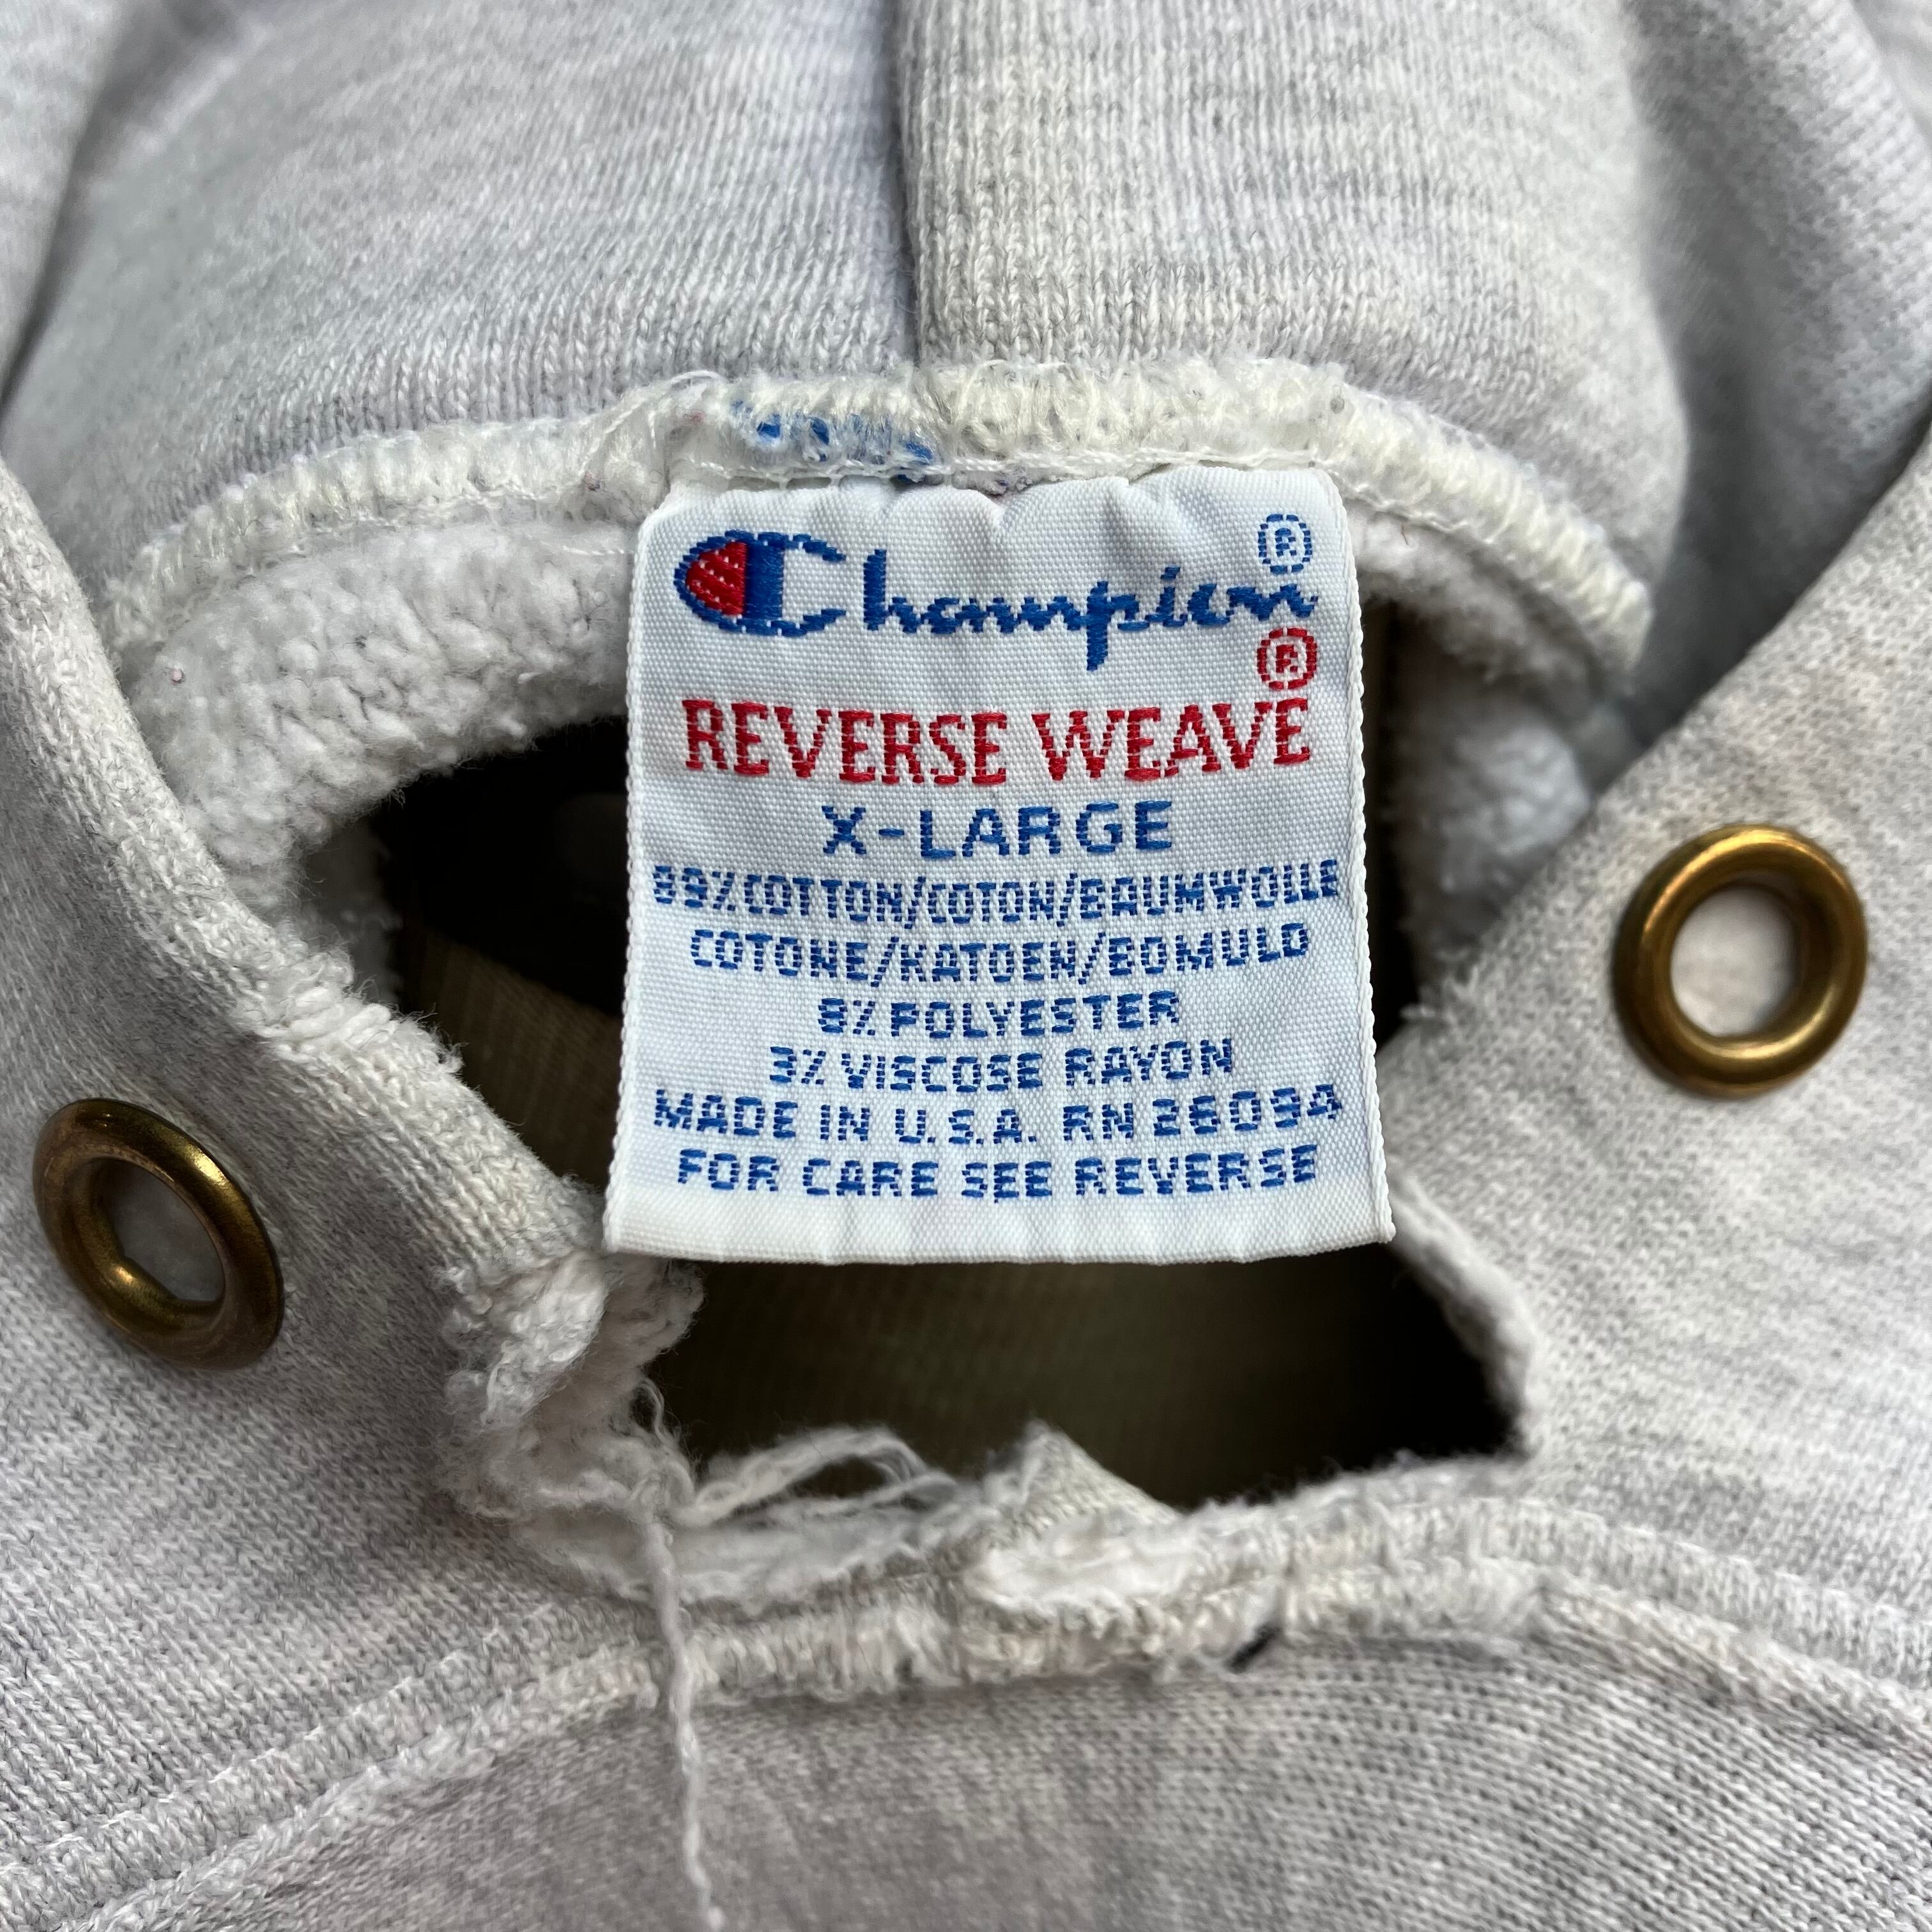 Champion®
®
REVERSE WEAVE
X-LARGE
89% COTTON/COTON/BAUMWOLLE
COTONE/KATOEN/BOMULD
8% POLYESTER
3% VISCOSE RAYON
MADE IN U.S.A. RN 26094
FOR CARE SEE REVERSE